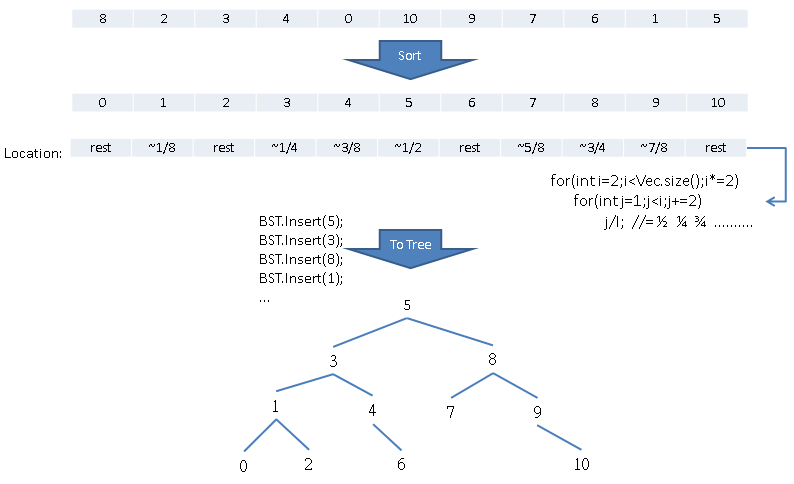 8 2 3 4 0 10 9 7 6 1 5
Sort
0 1 2 3 4 5 6 7 8 9 10
Location: rest ~1/8 rest ~1/4 ~3/8 ~1/2 rest ~5/8 ~3/4 ~7/8 rest
for(int i=2;i<Vec.size();i*=2)
for(int j=1;j<i;j+=2)
j/I; //= ½ ¼ ¾ ..........
BST.Insert(5);
BST.Insert(3);
BST.Insert(8);
BST.Insert(1);
...
To Tree
5
3 8
1 4 7 9
0 2 6 10